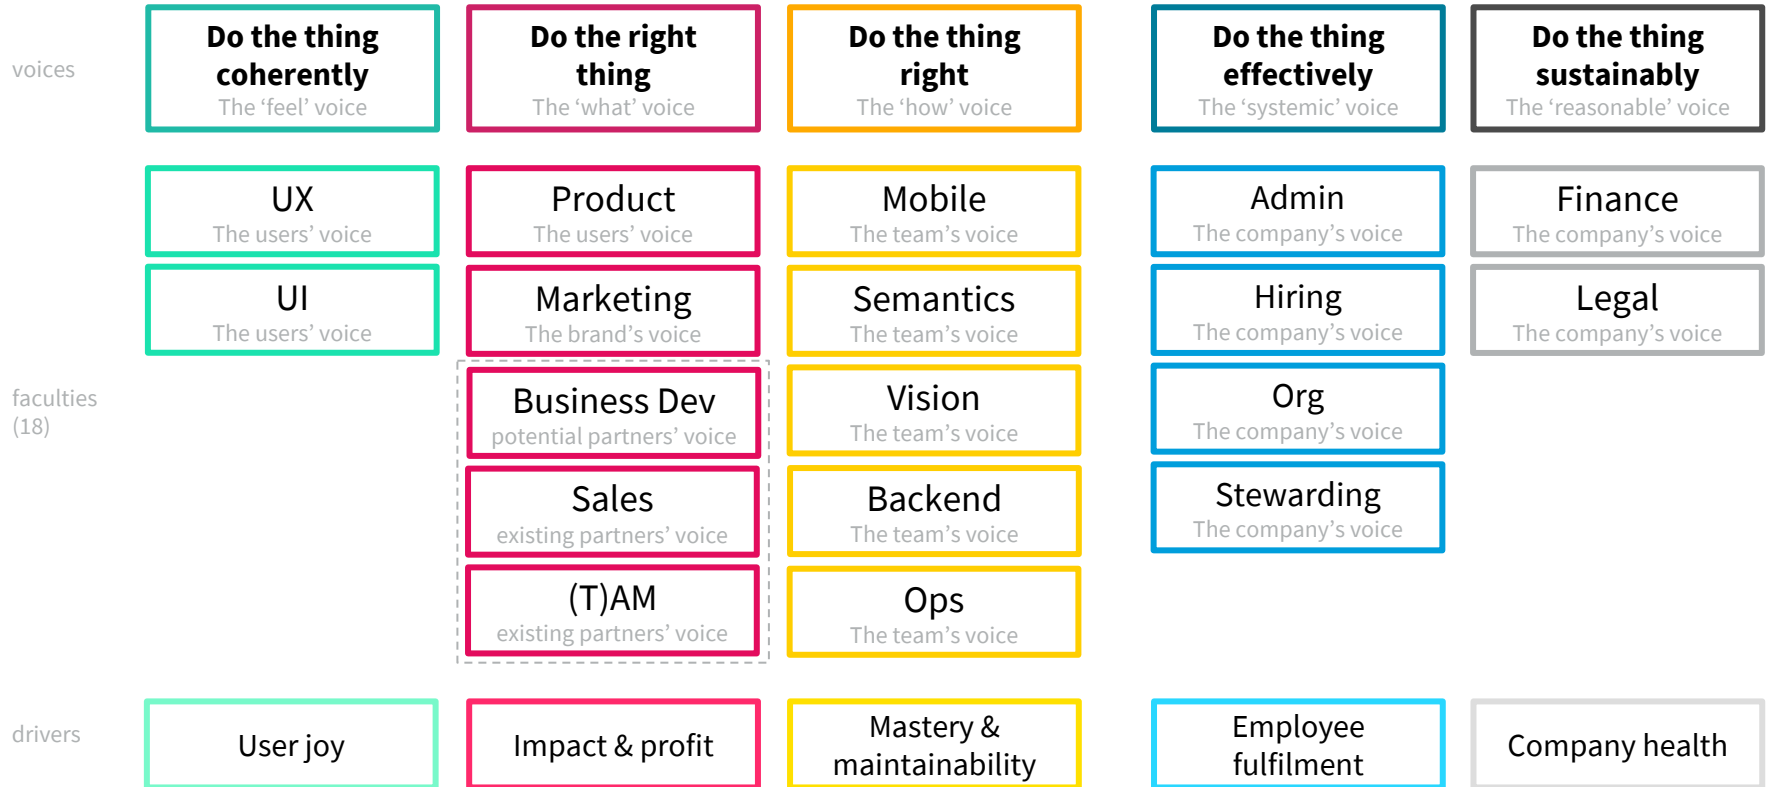 voices
Do the thing
coherently
The ‘feel’ voice
Do the right
thing
The ‘what’ voice
Do the thing
right
The ‘how’ voice
Do the thing
effectively
The ‘systemic’ voice
Do the thing
sustainably
The ‘reasonable’ voice
faculties
(18)
UX
The users’ voice
UI
The users’ voice
Product
The users’ voice
Marketing
The brand’s voice
Business Dev
potential partners’ voice
Sales
existing partners’ voice
(T)AM
existing partners’ voice
Mobile
The team’s voice
Semantics
The team’s voice
Vision
The team’s voice
Backend
The team’s voice
Ops
The team’s voice
Admin
The company’s voice
Hiring
The company’s voice
Org
The company’s voice
Stewarding
The company’s voice
Finance
The company’s voice
Legal
The company’s voice
drivers
User joy
Impact & profit
Mastery &
maintainability
Employee
fulfilment
Company health